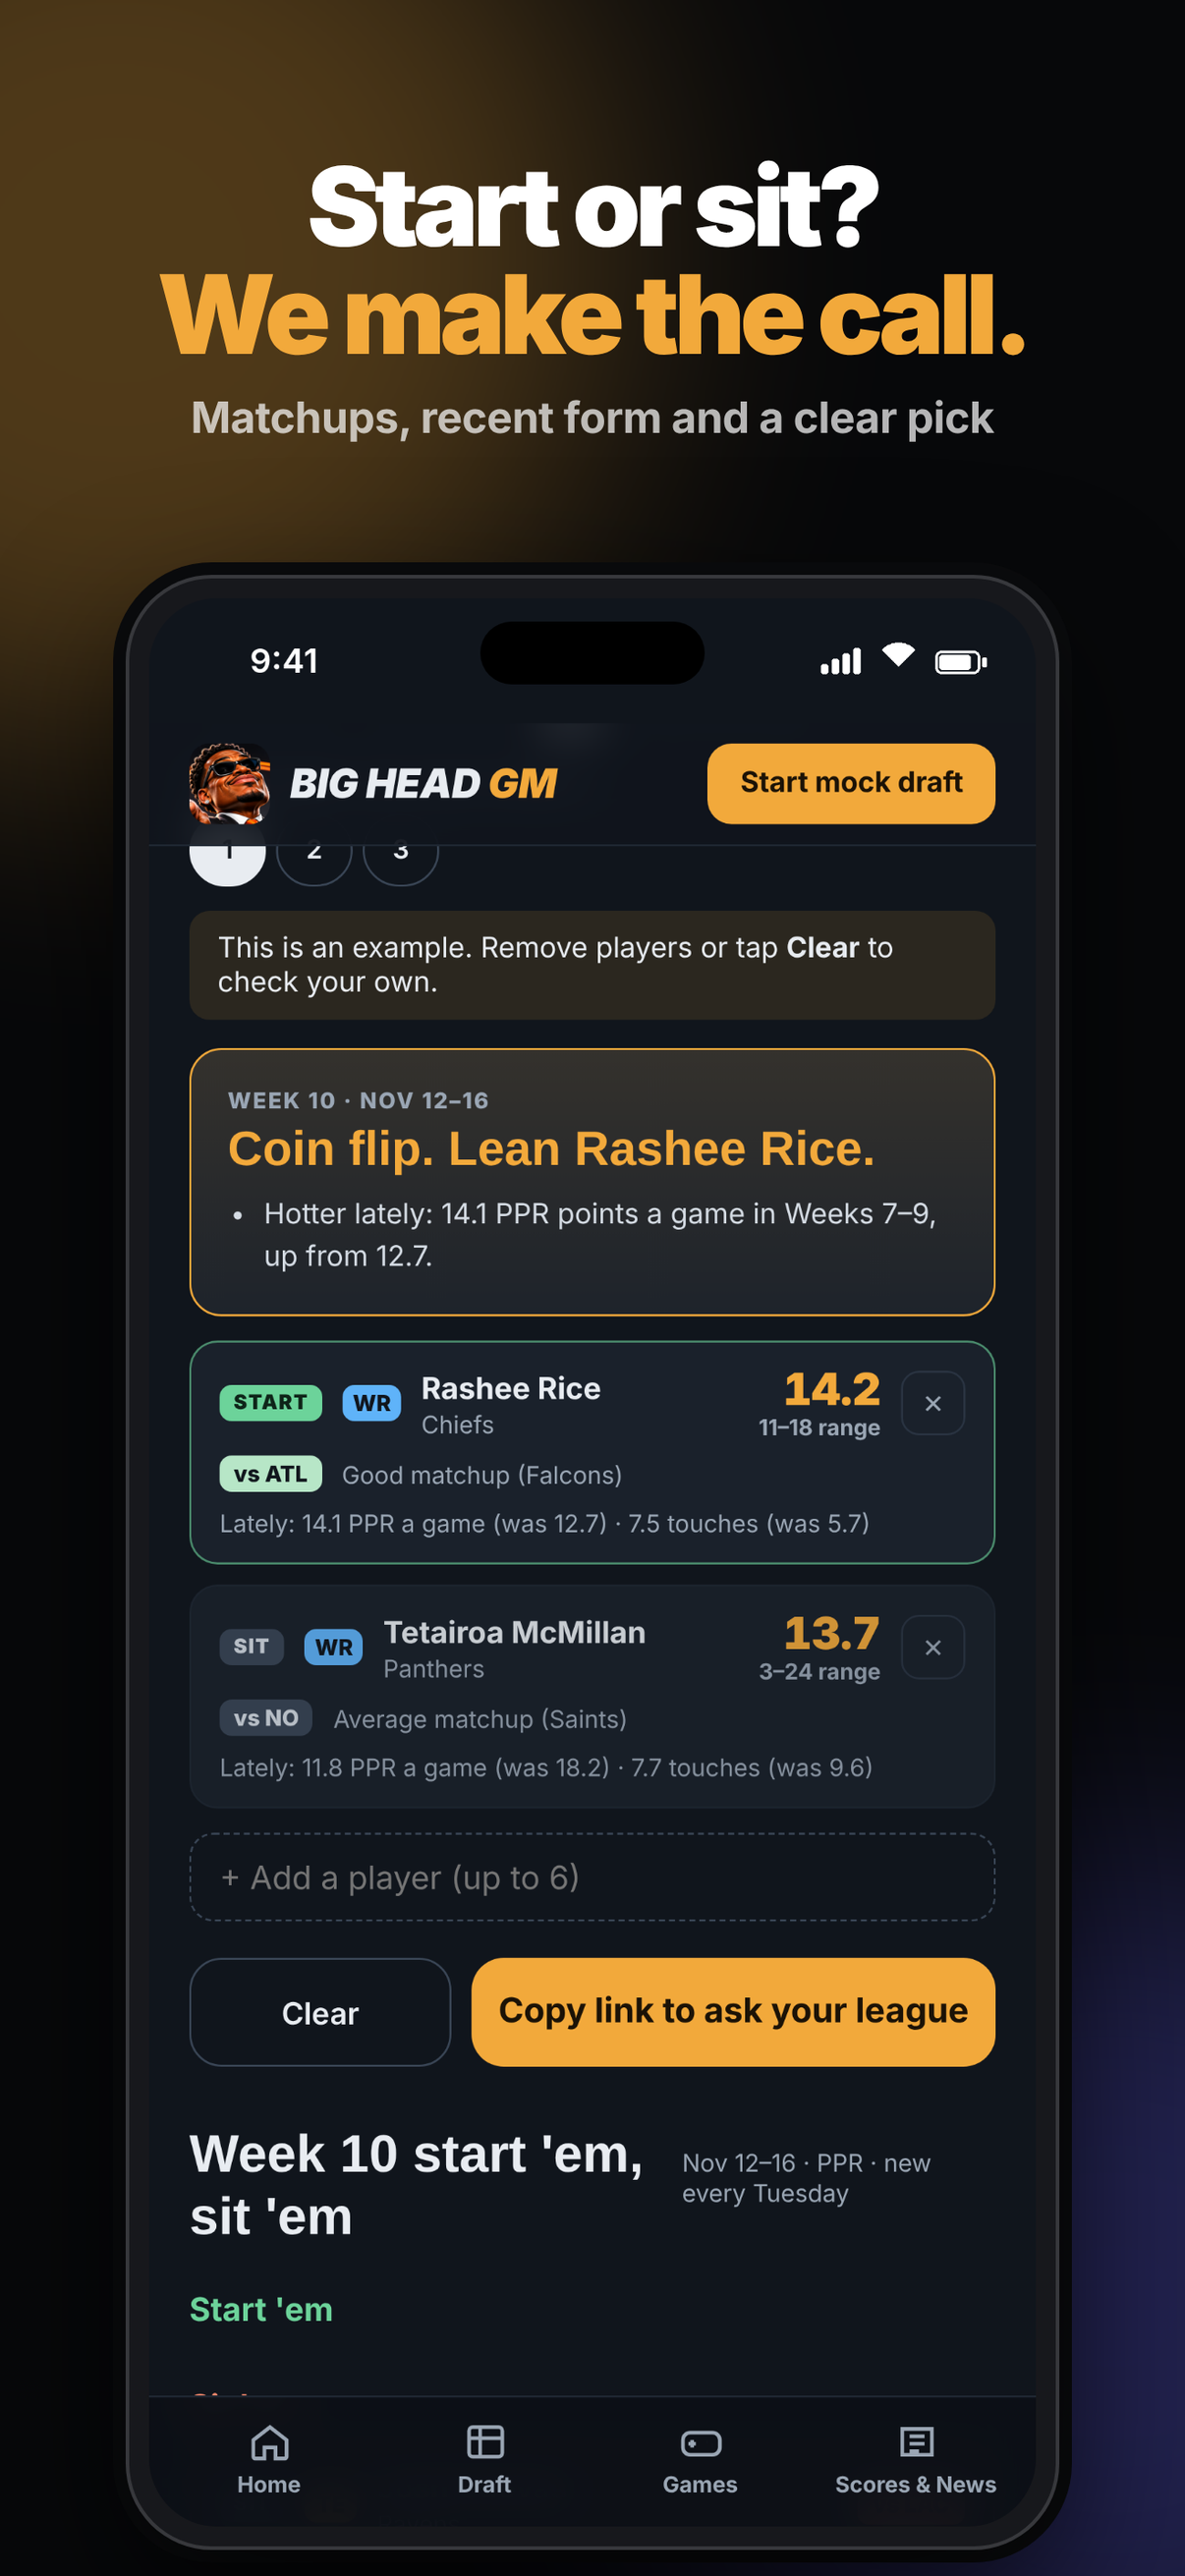 Start or sit?
We make the call.
Matchups, recent form and a clear pick
9:41
BIG HEAD GM
Start mock draft
1 2 3
This is an example. Remove players or tap Clear to
check your own.
WEEK 10 · NOV 12–16
Coin flip. Lean Rashee Rice.
• Hotter lately: 14.1 PPR points a game in Weeks 7–9,
up from 12.7.
START WR Rashee Rice 14.2 ×
Chiefs 11–18 range
vs ATL Good matchup (Falcons)
Lately: 14.1 PPR a game (was 12.7) · 7.5 touches (was 5.7)
SIT WR Tetairoa McMillan 13.7 ×
Panthers 3–24 range
vs NO Average matchup (Saints)
Lately: 11.8 PPR a game (was 18.2) · 7.7 touches (was 9.6)
+ Add a player (up to 6)
Clear
Copy link to ask your league
Week 10 start 'em,
sit 'em
Nov 12–16 · PPR · new
every Tuesday
Start 'em
Home Draft Games Scores & News